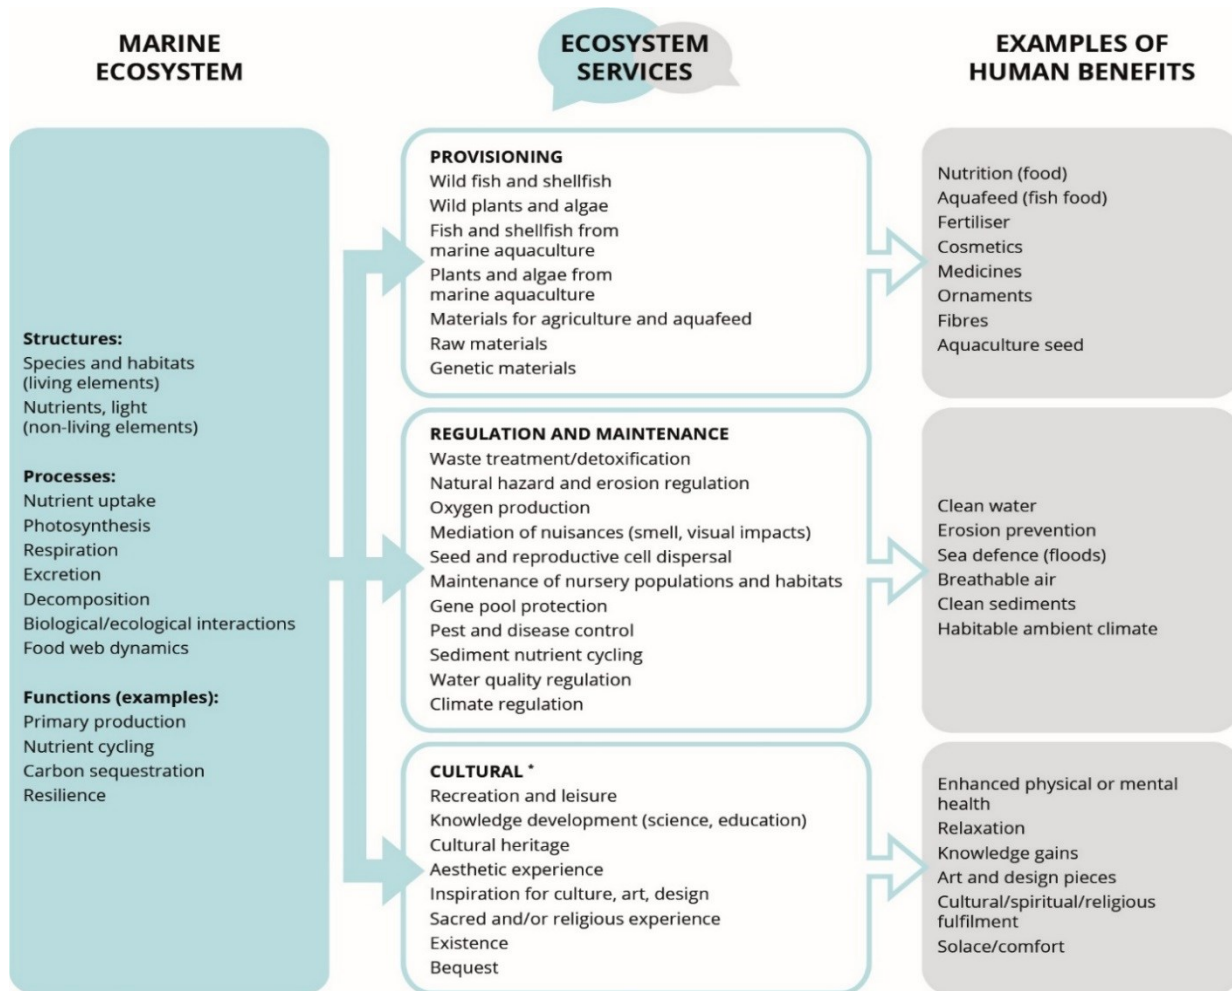 MARINE
ECOSYSTEM
ECOSYSTEM
SERVICES
EXAMPLES OF
HUMAN BENEFITS
Structures:
Species and habitats
(living elements)
Nutrients, light
(non-living elements)
Processes:
Nutrient uptake
Photosynthesis
Respiration
Excretion
Decomposition
Biological/ecological interactions
Food web dynamics
Functions (examples):
Primary production
Nutrient cycling
Carbon sequestration
Resilience
PROVISIONING
Wild fish and shellfish
Wild plants and algae
Fish and shellfish from
marine aquaculture
Plants and algae from
marine aquaculture
Materials for agriculture and aquafeed
Raw materials
Genetic materials
Nutrition (food)
Aquafeed (fish food)
Fertiliser
Cosmetics
Medicines
Ornaments
Fibres
Aquaculture seed
REGULATION AND MAINTENANCE
Waste treatment/detoxification
Natural hazard and erosion regulation
Oxygen production
Mediation of nuisances (smell, visual impacts)
Seed and reproductive cell dispersal
Maintenance of nursery populations and habitats
Gene pool protection
Pest and disease control
Sediment nutrient cycling
Water quality regulation
Climate regulation
Clean water
Erosion prevention
Sea defence (floods)
Breathable air
Clean sediments
Habitable ambient climate
CULTURAL *
Recreation and leisure
Knowledge development (science, education)
Cultural heritage
Aesthetic experience
Inspiration for culture, art, design
Sacred and/or religious experience
Existence
Bequest
Enhanced physical or mental
health
Relaxation
Knowledge gains
Art and design pieces
Cultural/spiritual/religious
fulfilment
Solace/comfort